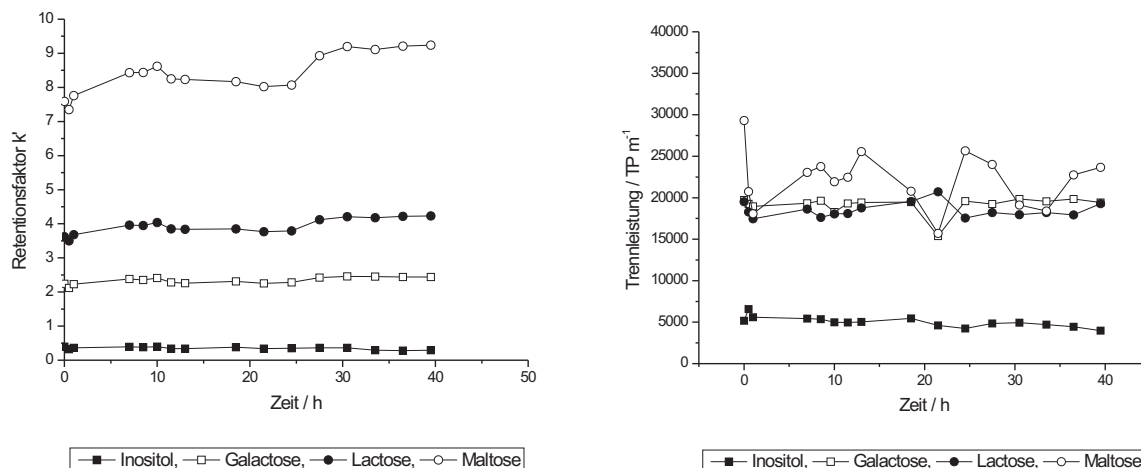 10
9
8
7
6
5
4
3
2
1
0
Retentionsfaktor k'
0 10 20 30 40 50
Zeit / h
Inositol, Galactose, Lactose, Maltose
40000
35000
30000
25000
20000
15000
10000
5000
0
Trennleistung / TP m⁻¹
0 10 20 30 40
Zeit / h
Inositol, Galactose, Lactose, Maltose